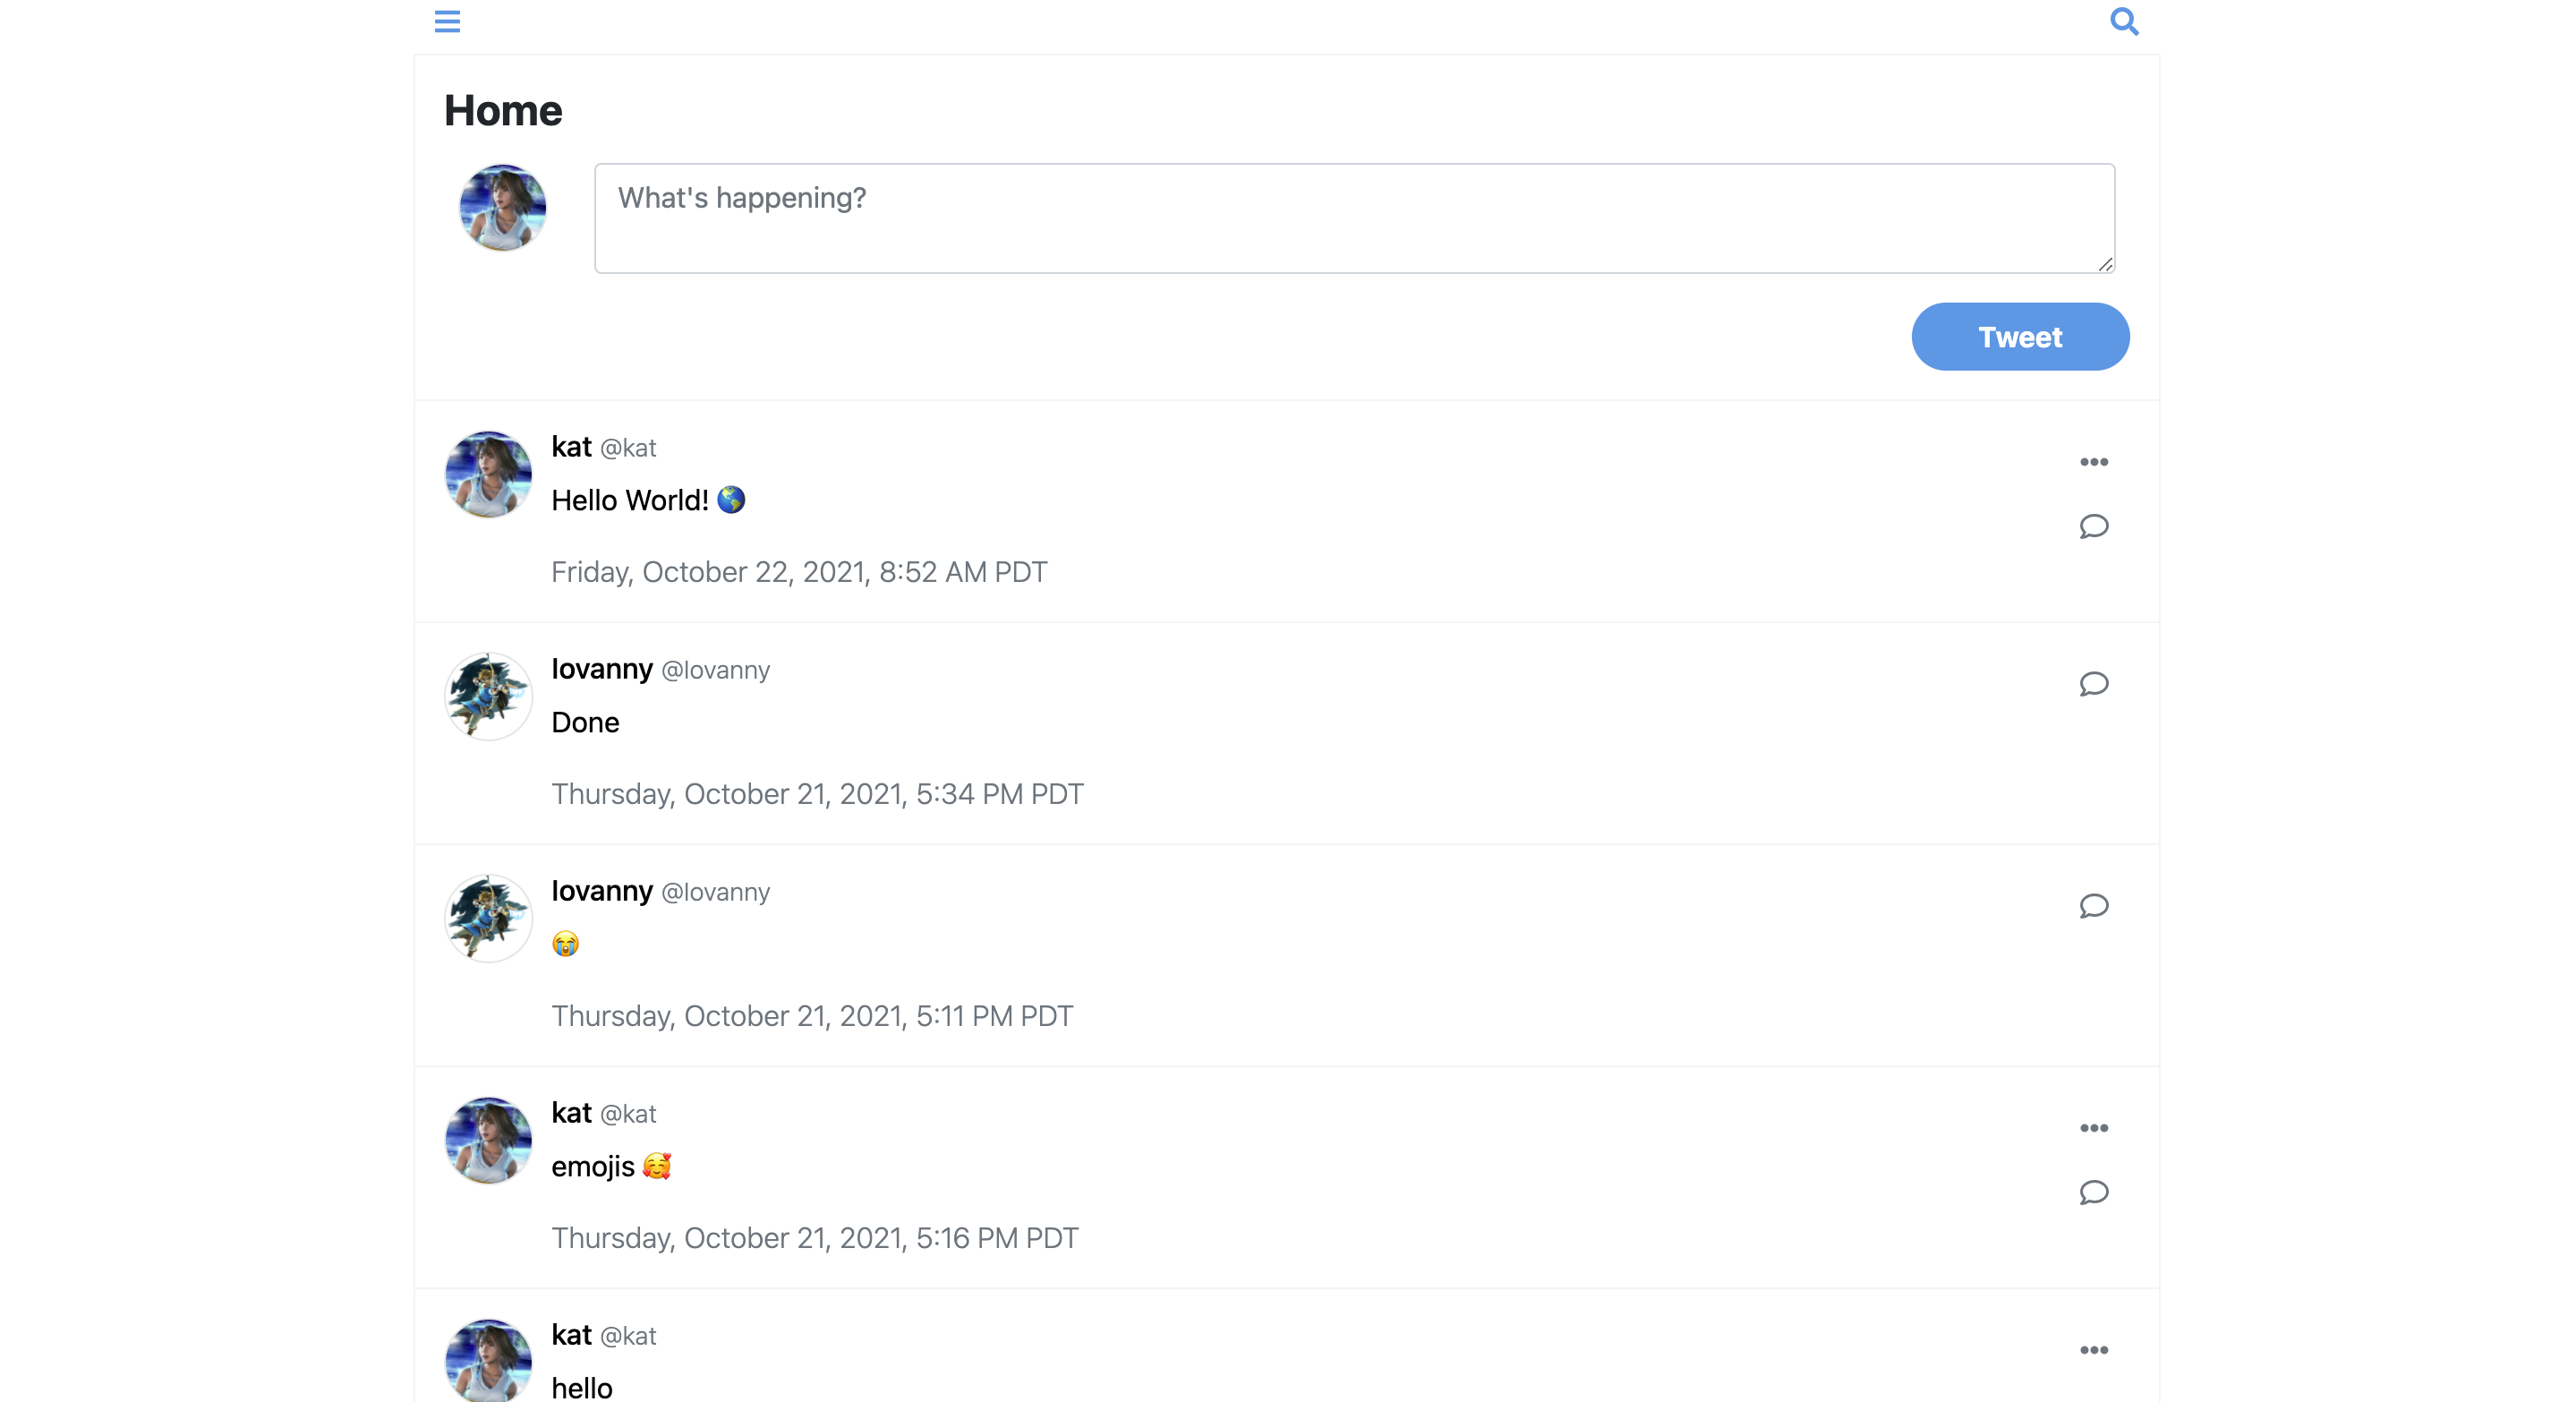 Home
What's happening?
Tweet
kat @kat
Hello World! 🌎
Friday, October 22, 2021, 8:52 AM PDT
lovanny @lovanny
Done
Thursday, October 21, 2021, 5:34 PM PDT
lovanny @lovanny
😭
Thursday, October 21, 2021, 5:11 PM PDT
kat @kat
emojis 🥰
Thursday, October 21, 2021, 5:16 PM PDT
kat @kat
hello